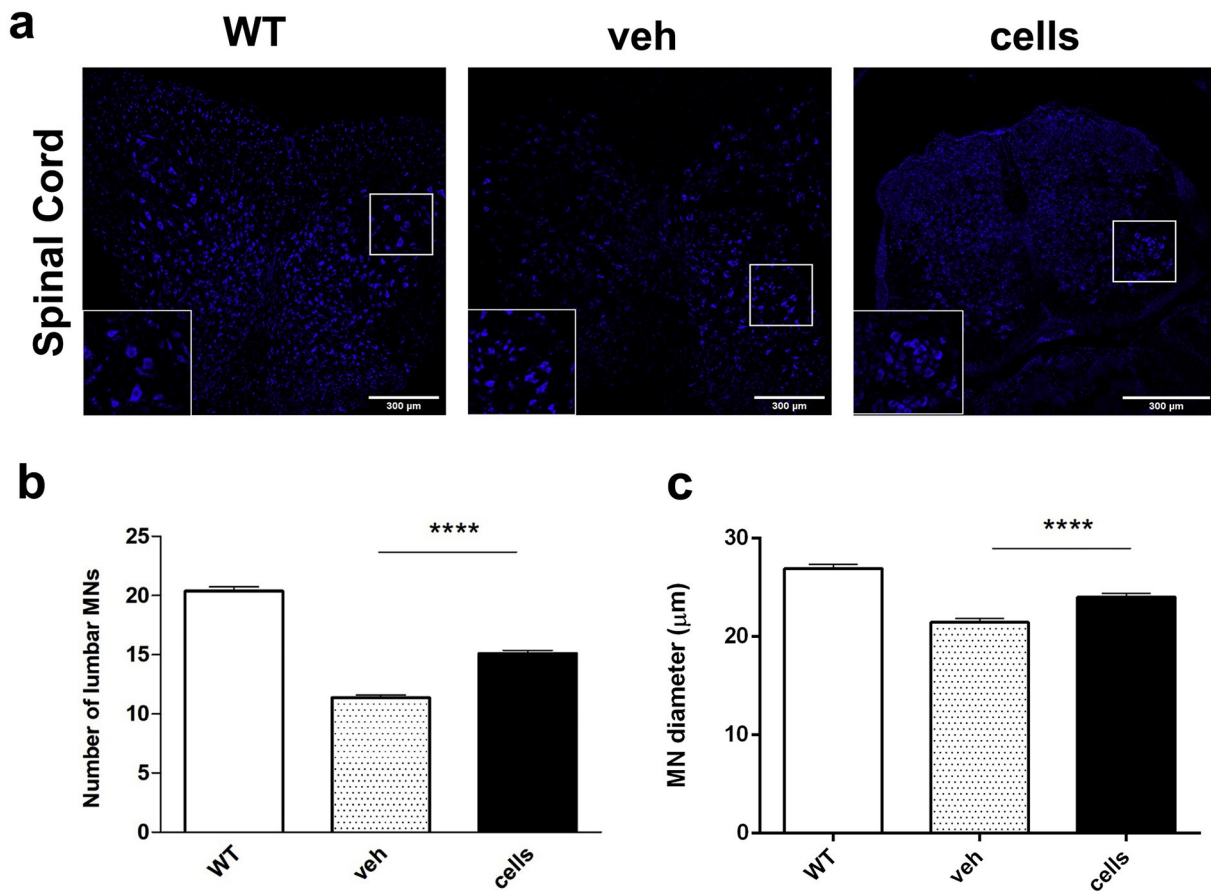 a
WT
veh
cells
Spinal Cord
300 µm
300 µm
300 µm
b
Number of lumbar MNs
25
20
15
10
5
0
****
WT
veh
cells
c
MN diameter (µm)
30
20
10
0
****
WT
veh
cells